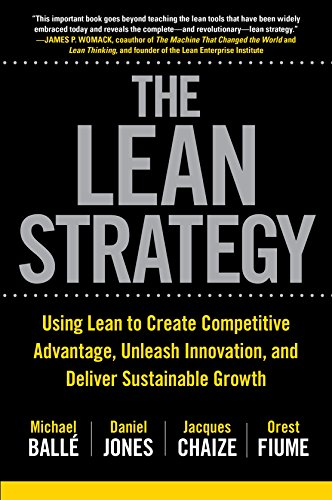 "This important book goes beyond teaching the lean tools that have been widely
embraced today and reveals the complete—and revolutionary—lean strategy."
—JAMES P. WOMACK, coauthor of The Machine That Changed the World and
Lean Thinking, and founder of the Lean Enterprise Institute
THE
LEAN
STRATEGY
Using Lean to Create Competitive
Advantage, Unleash Innovation, and
Deliver Sustainable Growth
Michael Daniel Jacques Orest
BALLÉ JONES CHAIZE FIUME